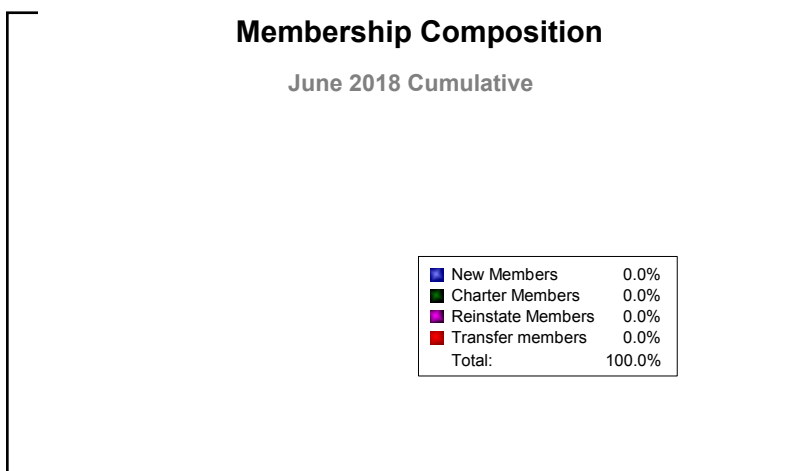 Membership Composition
June 2018 Cumulative
New Members 0.0%
Charter Members 0.0%
Reinstate Members 0.0%
Transfer members 0.0%
Total: 100.0%